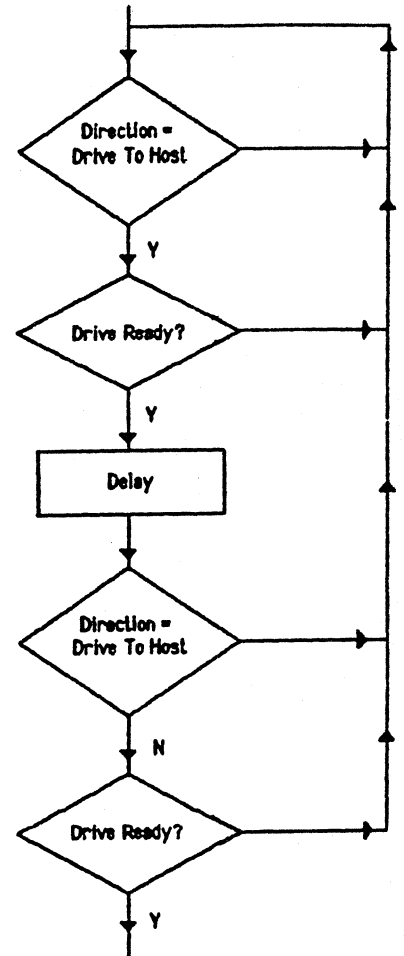 Direction =
Drive To Host
Y
Drive Ready?
Y
Delay
Direction =
Drive To Host
N
Drive Ready?
Y